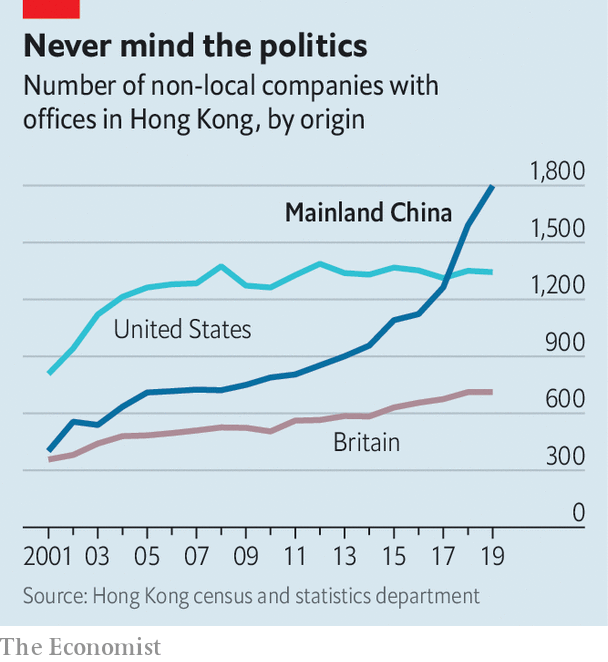 Never mind the politics
Number of non-local companies with
offices in Hong Kong, by origin
1,800
Mainland China
1,500
1,200
United States
900
600
Britain
300
0
2001 03 05 07 09 11 13 15 17 19
Source: Hong Kong census and statistics department
The Economist